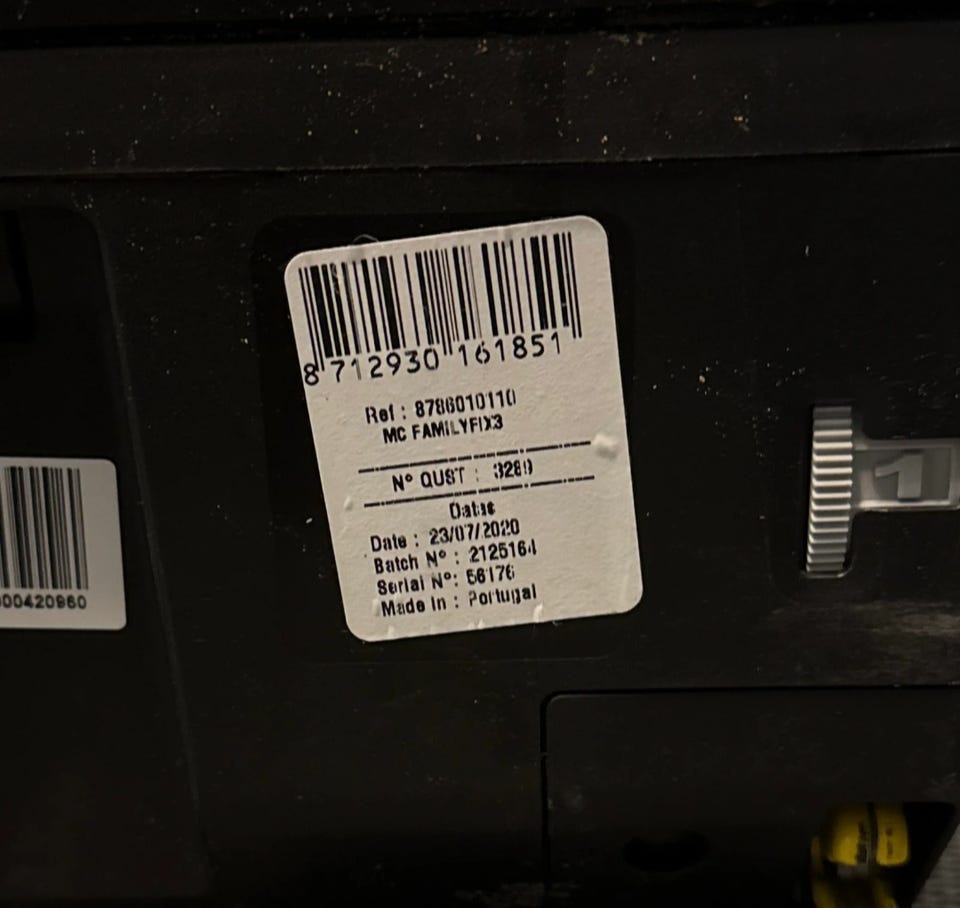 8 712930 161851
Ref : 8786010110
MC FAMILYFIX3
N° QUST : 3289
Datas
Date : 23/07/2020
Batch N° : 2125164
Serial N°: 56176
Made in : Portugal
00420960
1